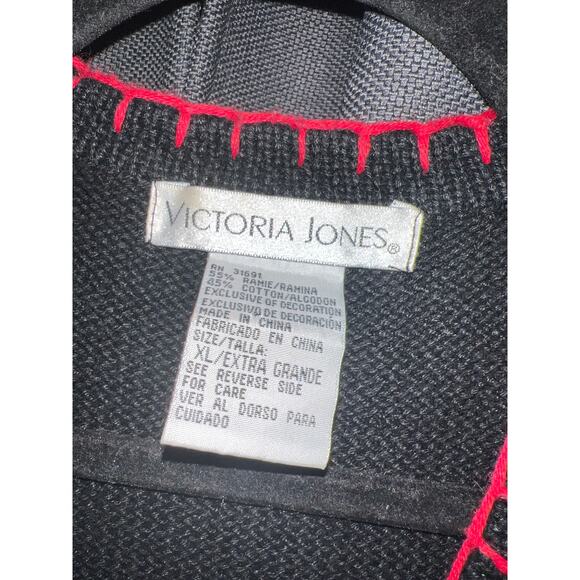 VICTORIA JONES®
RN 31691
55% RAMIE/RAMINA
45% COTTON/ALGODON
EXCLUSIVE OF DECORATION
EXCLUSIVO DE DECORACIÓN
MADE IN CHINA
FABRICADO EN CHINA
SIZE/TALLA:
XL/EXTRA GRANDE
SEE REVERSE SIDE
FOR CARE
VER AL DORSO PARA
CUIDADO